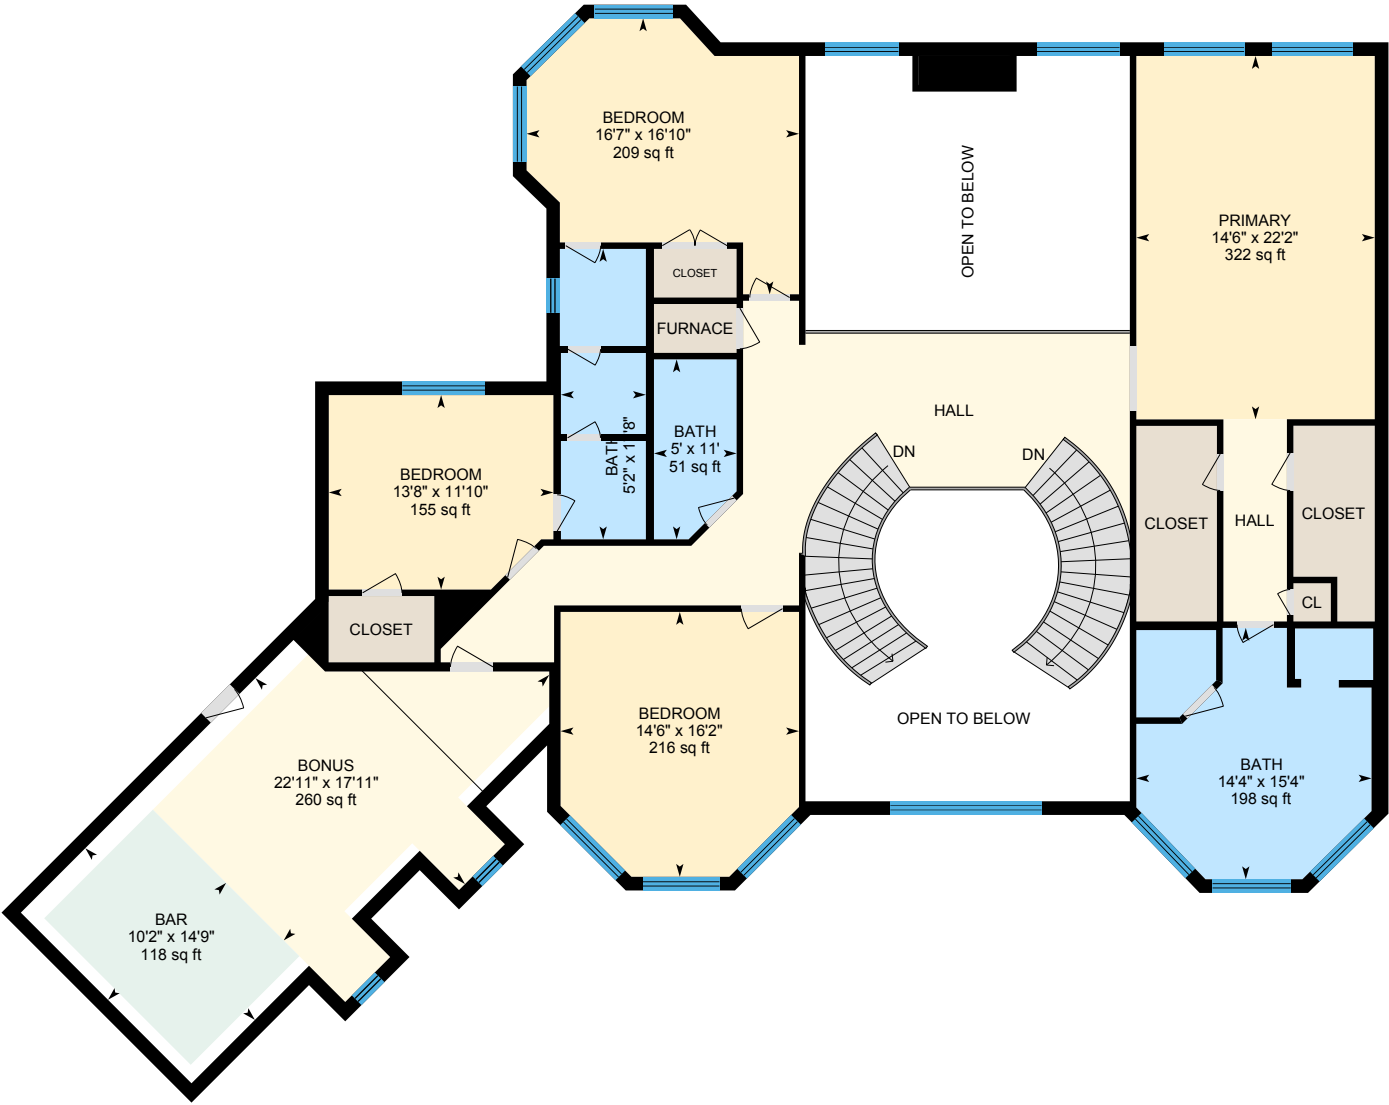 BEDROOM
16'7" x 16'10"
209 sq ft
OPEN TO BELOW
PRIMARY
14'6" x 22'2"
322 sq ft
CLOSET
FURNACE
HALL
BATH
5' x 11'
51 sq ft
BATH
5'2" x
DN
DN
BEDROOM
13'8" x 11'10"
155 sq ft
CLOSET
HALL
CLOSET
CL
CLOSET
BEDROOM
14'6" x 16'2"
216 sq ft
OPEN TO BELOW
BONUS
22'11" x 17'11"
260 sq ft
BATH
14'4" x 15'4"
198 sq ft
BAR
10'2" x 14'9"
118 sq ft